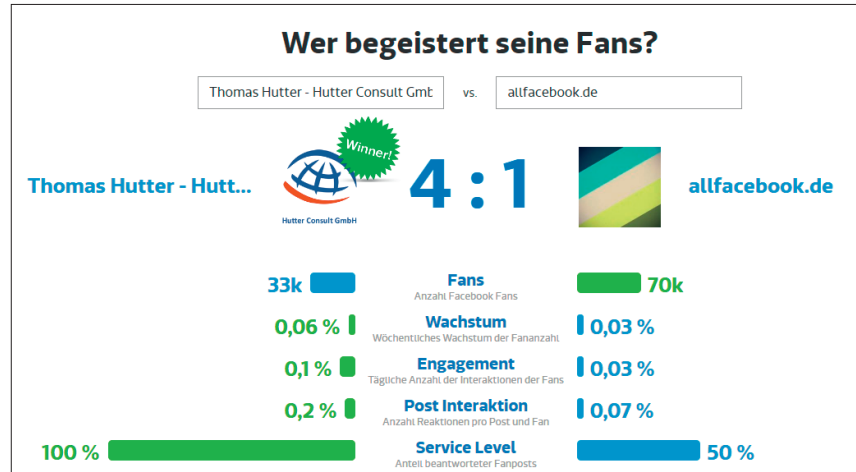 Wer begeistert seine Fans?
Thomas Hutter - Hutter Consult Gmb
vs.
allfacebook.de
Winner!
Thomas Hutter - Hutt...
Hutter Consult GmbH
4 : 1
allfacebook.de
33k
Fans
70k
Anzahl Facebook Fans
0,06 %
Wachstum
0,03 %
Wöchentliches Wachstum der Fananzahl
0,1 %
Engagement
0,03 %
Tägliche Anzahl der Interaktionen der Fans
0,2 %
Post Interaktion
0,07 %
Anzahl Reaktionen pro Post und Fan
100 %
Service Level
50 %
Anteil beantworteter Fanposts